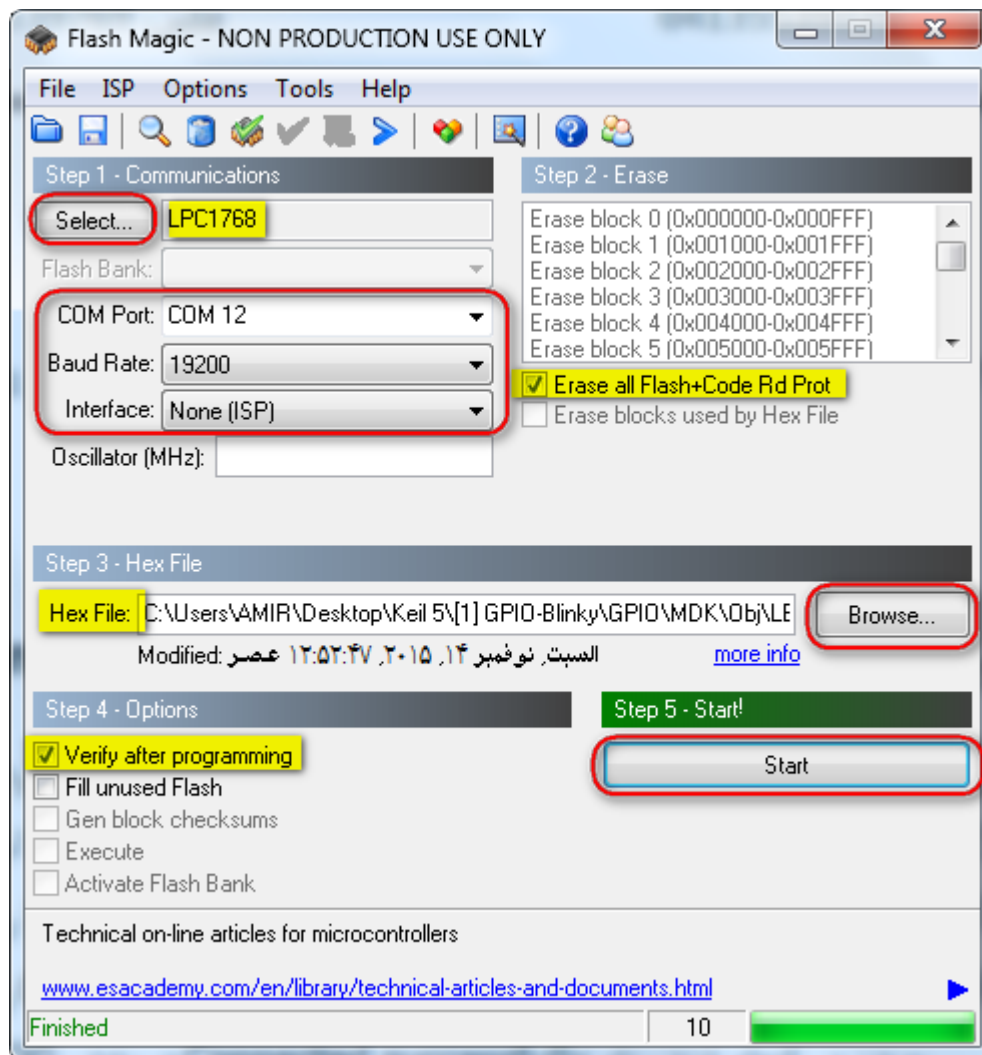 Flash Magic - NON PRODUCTION USE ONLY
File ISP Options Tools Help
Step 1 - Communications
Select... LPC1768
Flash Bank:
COM Port: COM 12
Baud Rate: 19200
Interface: None (ISP)
Oscillator (MHz):
Step 2 - Erase
Erase block 0 (0x000000-0x000FFF)
Erase block 1 (0x001000-0x001FFF)
Erase block 2 (0x002000-0x002FFF)
Erase block 3 (0x003000-0x003FFF)
Erase block 4 (0x004000-0x004FFF)
Erase block 5 (0x005000-0x005FFF)
Erase all Flash+Code Rd Prot
Erase blocks used by Hex File
Step 3 - Hex File
Hex File: C:\Users\AMIR\Desktop\Keil 5\[1] GPIO-Blinky\GPIO\MDK\Obj\LE Browse...
Modified: السبت, نوفمبر ۱۴, ۲۰۱۵, ۱۲:۵۲:۴۷ عصر more info
Step 4 - Options
Verify after programming
Fill unused Flash
Gen block checksums
Execute
Activate Flash Bank
Step 5 - Start!
Start
Technical on-line articles for microcontrollers
www.esacademy.com/en/library/technical-articles-and-documents.html
Finished 10